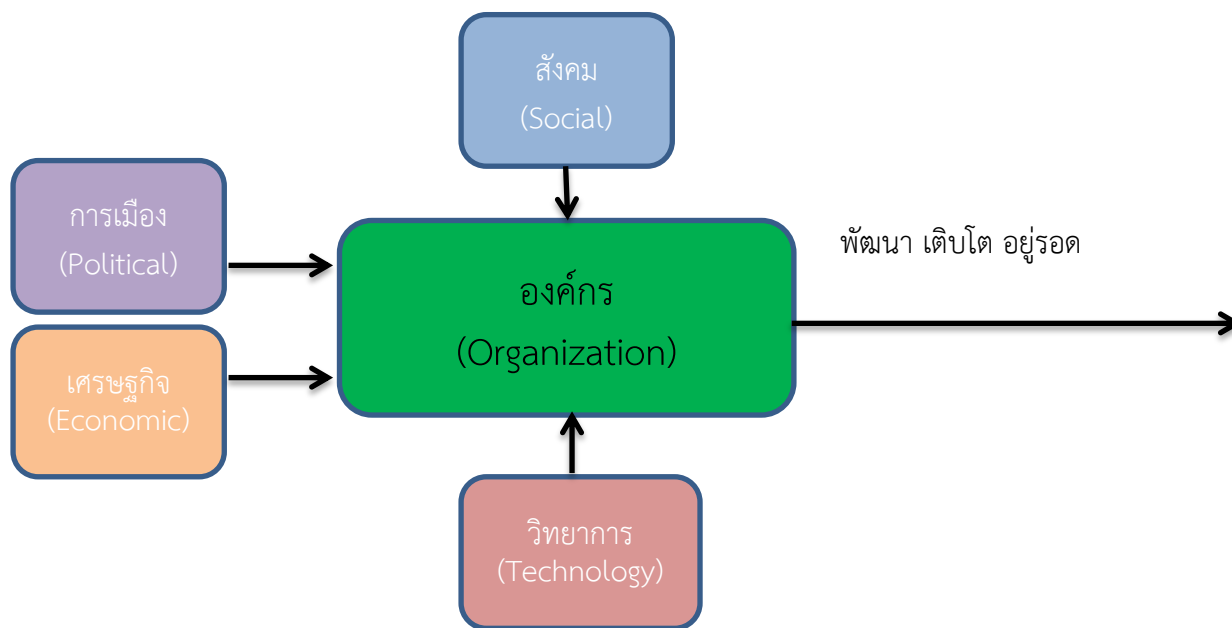 สังคม
(Social)
การเมือง
(Political)
พัฒนา เติบโต อยู่รอด
องค์กร
(Organization)
เศรษฐกิจ
(Economic)
วิทยาการ
(Technology)